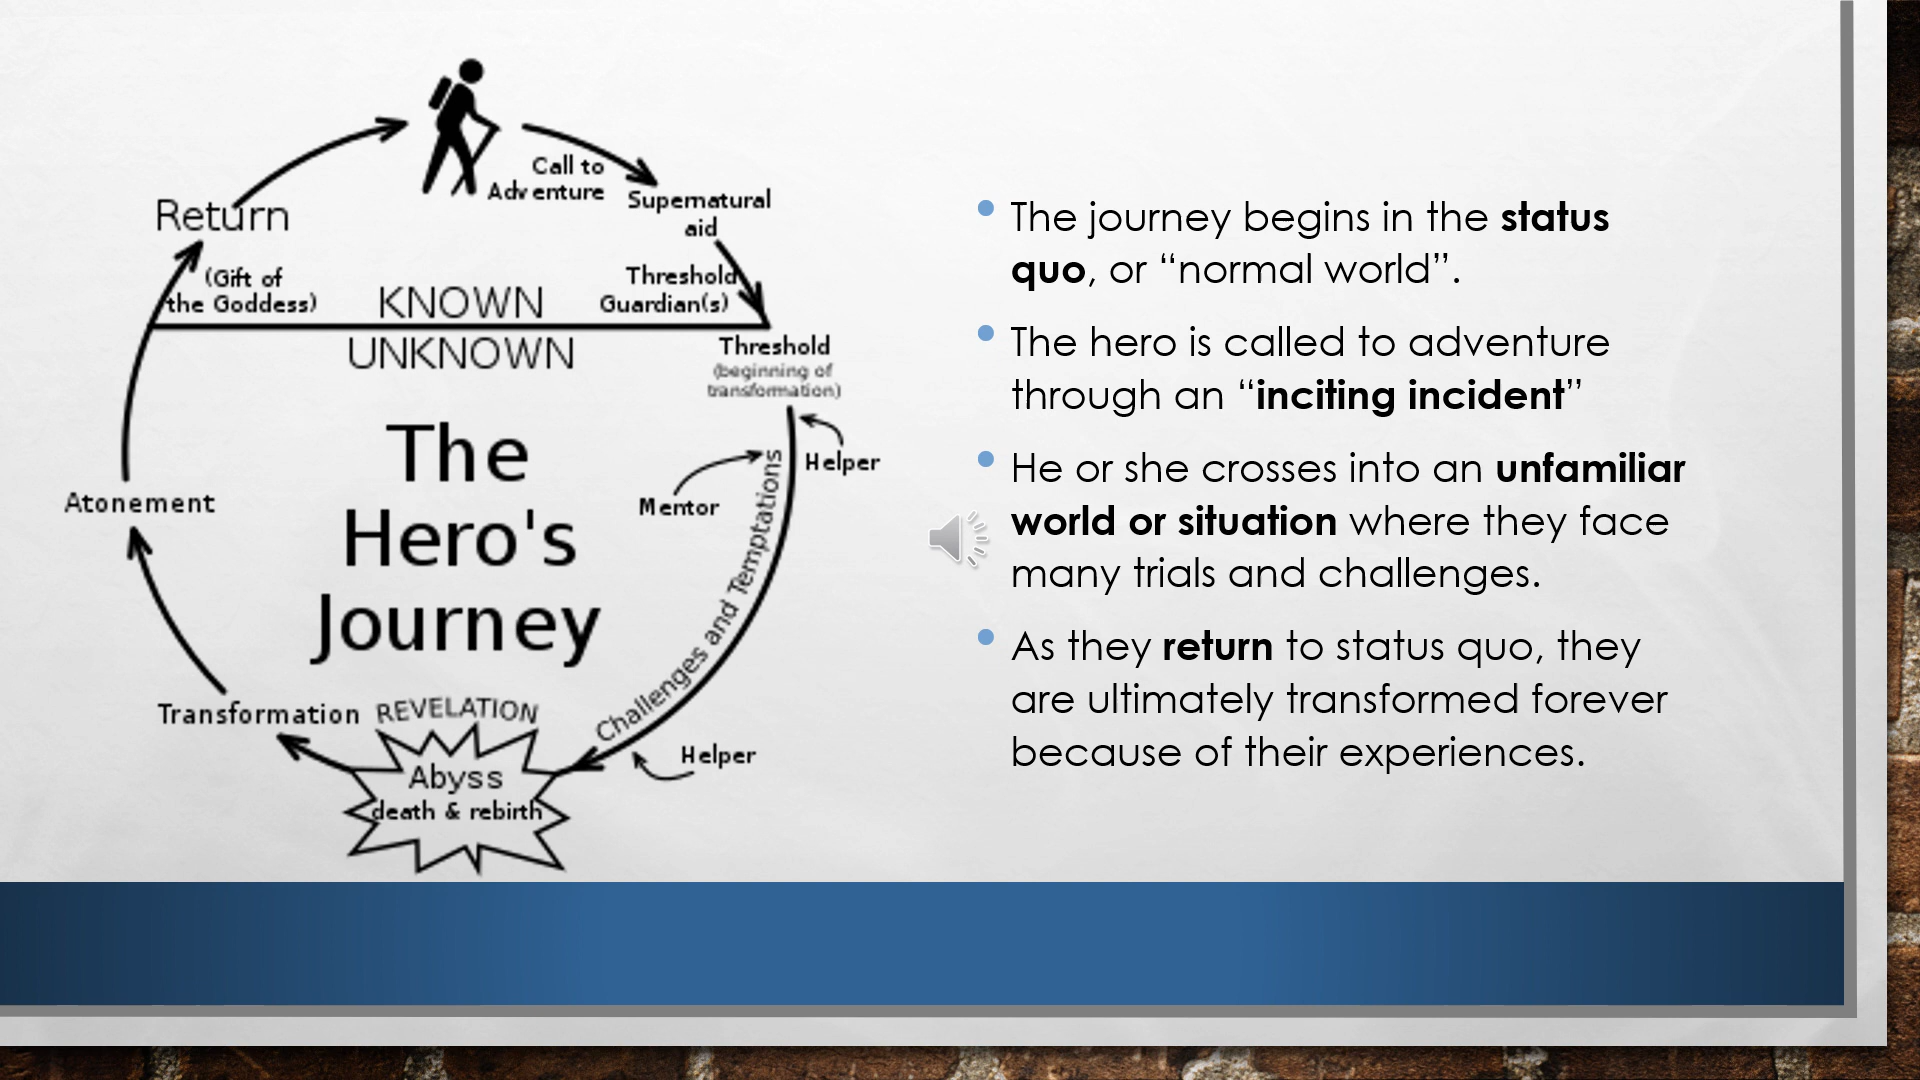 Call to
Adventure
Supernatural
aid
Return
(Gift of
the Goddess)
KNOWN
Threshold
Guardian(s)
UNKNOWN
Threshold
(beginning of
transformation)
Helper
Mentor
Challenges and Temptations
The
Hero's
Journey
Atonement
Transformation
REVELATION
Abyss
death & rebirth
Helper
The journey begins in the status
quo, or “normal world”.
The hero is called to adventure
through an “inciting incident”
He or she crosses into an unfamiliar
world or situation where they face
many trials and challenges.
As they return to status quo, they
are ultimately transformed forever
because of their experiences.